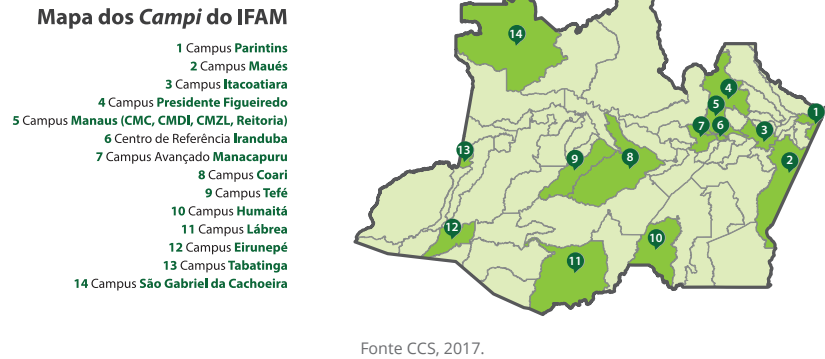 Mapa dos Campi do IFAM
1 Campus Parintins
2 Campus Maués
3 Campus Itacoatiara
4 Campus Presidente Figueiredo
5 Campus Manaus (CMC, CMDI, CMZL, Reitoria)
6 Centro de Referência Iranduba
7 Campus Avançado Manacapuru
8 Campus Coari
9 Campus Tefé
10 Campus Humaitá
11 Campus Lábrea
12 Campus Eirunepé
13 Campus Tabatinga
14 Campus São Gabriel da Cachoeira
14
4
5
1
7
6
3
13
9
8
2
12
10
11
Fonte CCS, 2017.